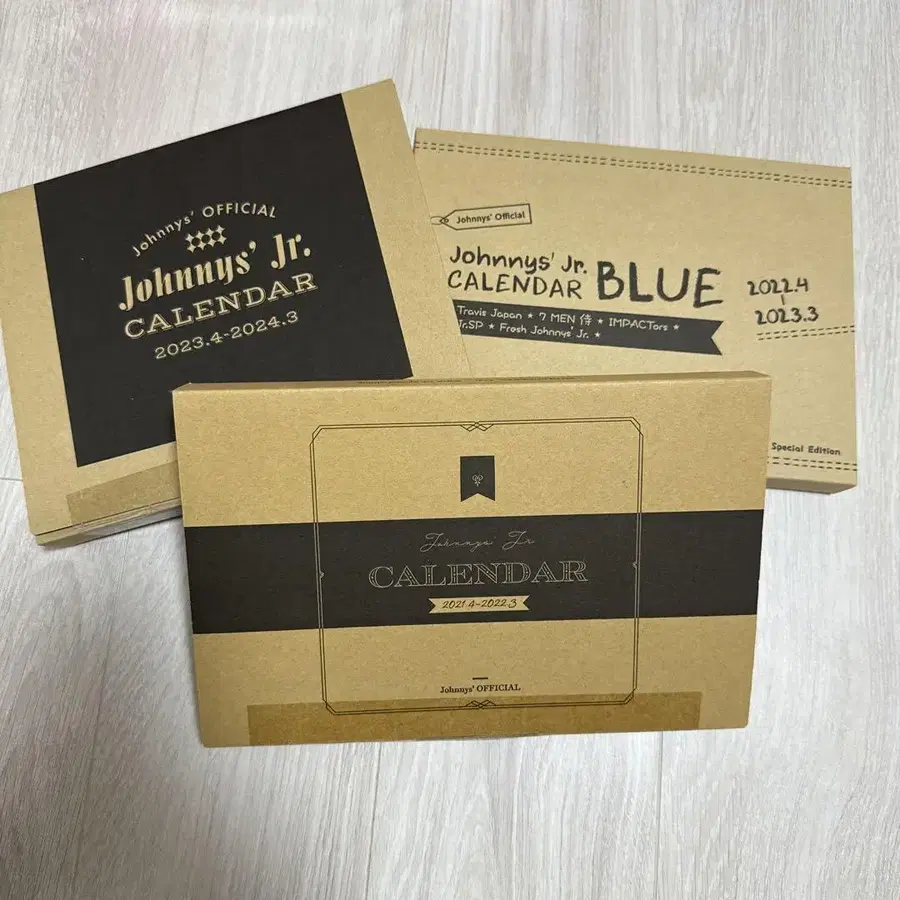 Johnnys' OFFICIAL
Johnnys' Jr.
CALENDAR
2023.4-2024.3
Johnnys' Official
Johnnys' Jr.
CALENDAR BLUE
2022.4
2023.3
Travis Japan ★ 7 MEN 侍 ★ IMPACTors ★
Jr.SP ★ Fresh Johnnys' Jr. ★
Special Edition
Johnnys' Jr.
CALENDAR
2021.4-2022.3
Johnnys' OFFICIAL